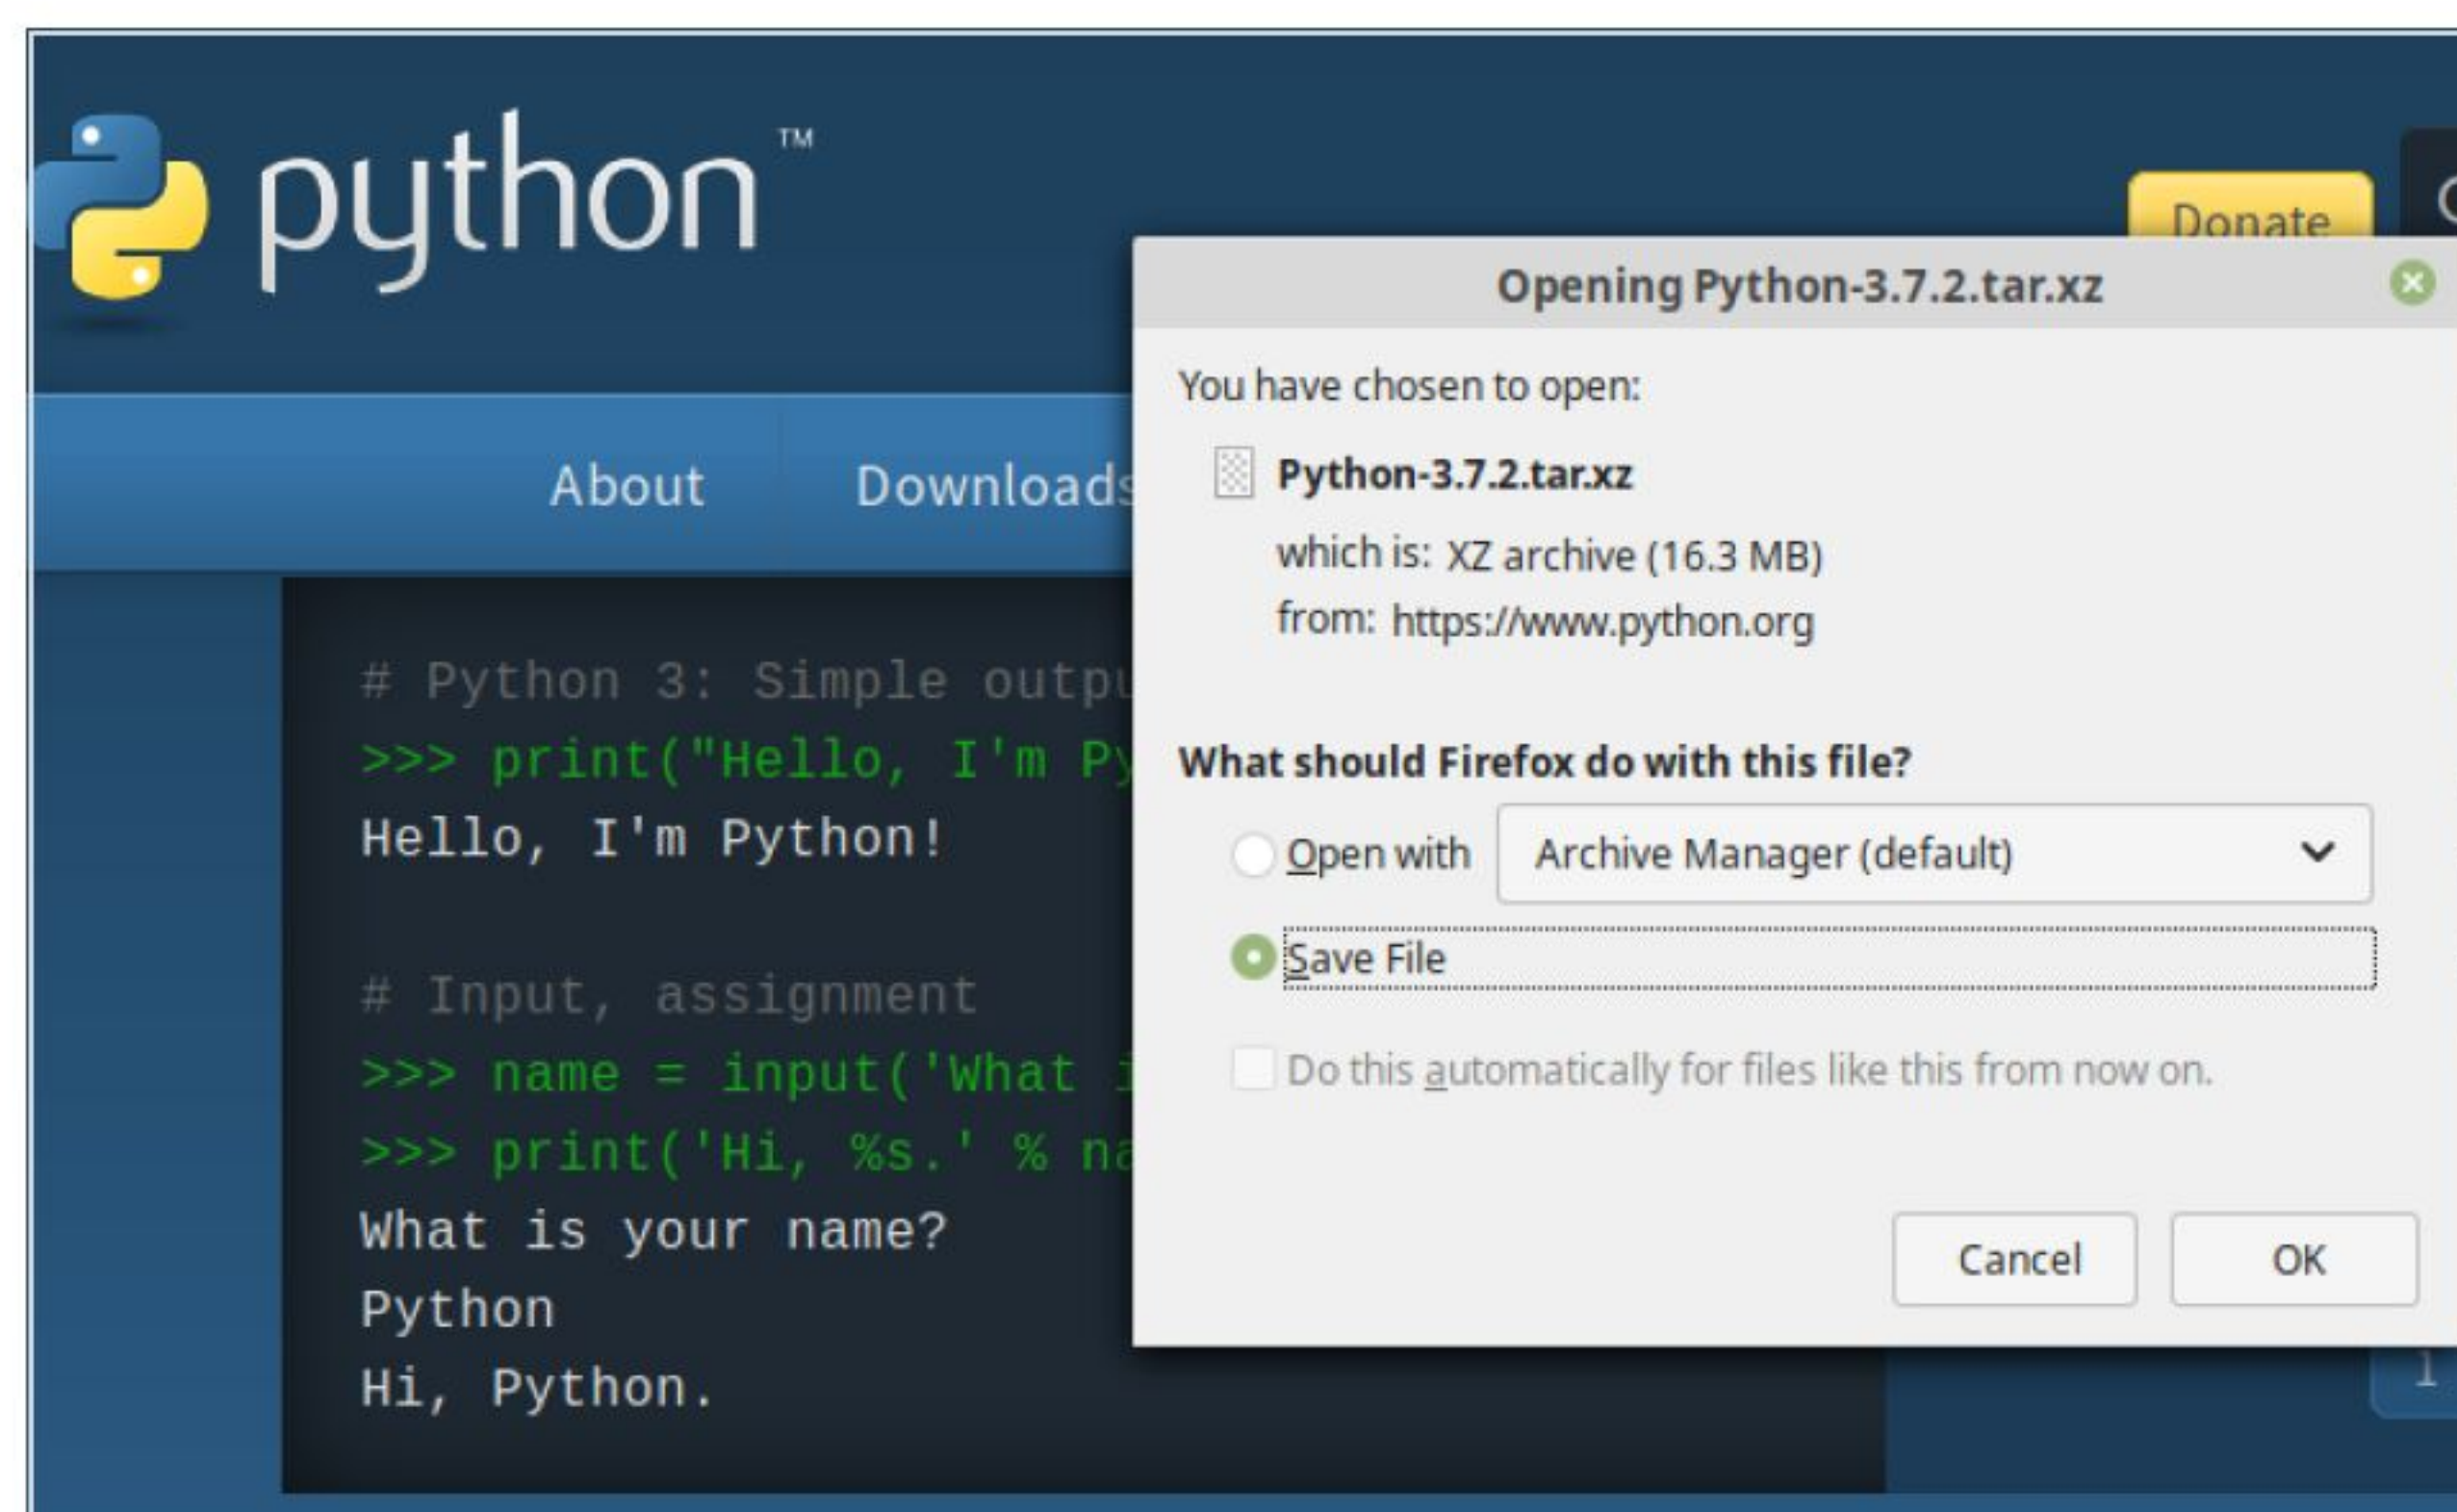 python™
Donate
About
Downloads
# Python 3: Simple outpu
>>> print("Hello, I'm Py
Hello, I'm Python!
# Input, assignment
>>> name = input('What i
>>> print('Hi, %s.' % na
What is your name?
Python
Hi, Python.
Opening Python-3.7.2.tar.xz
You have chosen to open:
Python-3.7.2.tar.xz
which is: XZ archive (16.3 MB)
from: https://www.python.org
What should Firefox do with this file?
Open with Archive Manager (default)
Save File
Do this automatically for files like this from now on.
Cancel OK
1